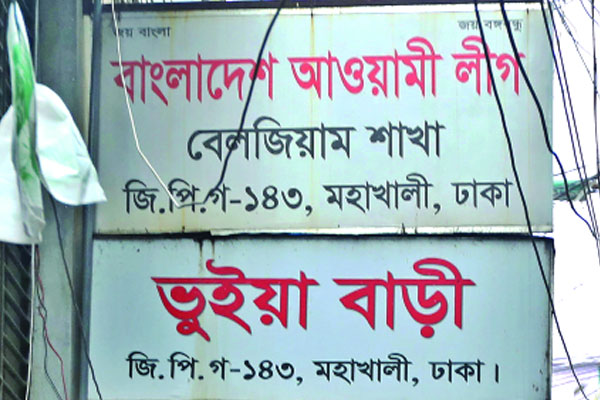 জয় বাংলা জয় বঙ্গবন্ধু
বাংলাদেশ আওয়ামী লীগ
বেলজিয়াম শাখা
জি.পি.গ-১৪৩, মহাখালী, ঢাকা
ভুইয়া বাড়ী
জি.পি.গ-১৪৩, মহাখালী, ঢাকা।